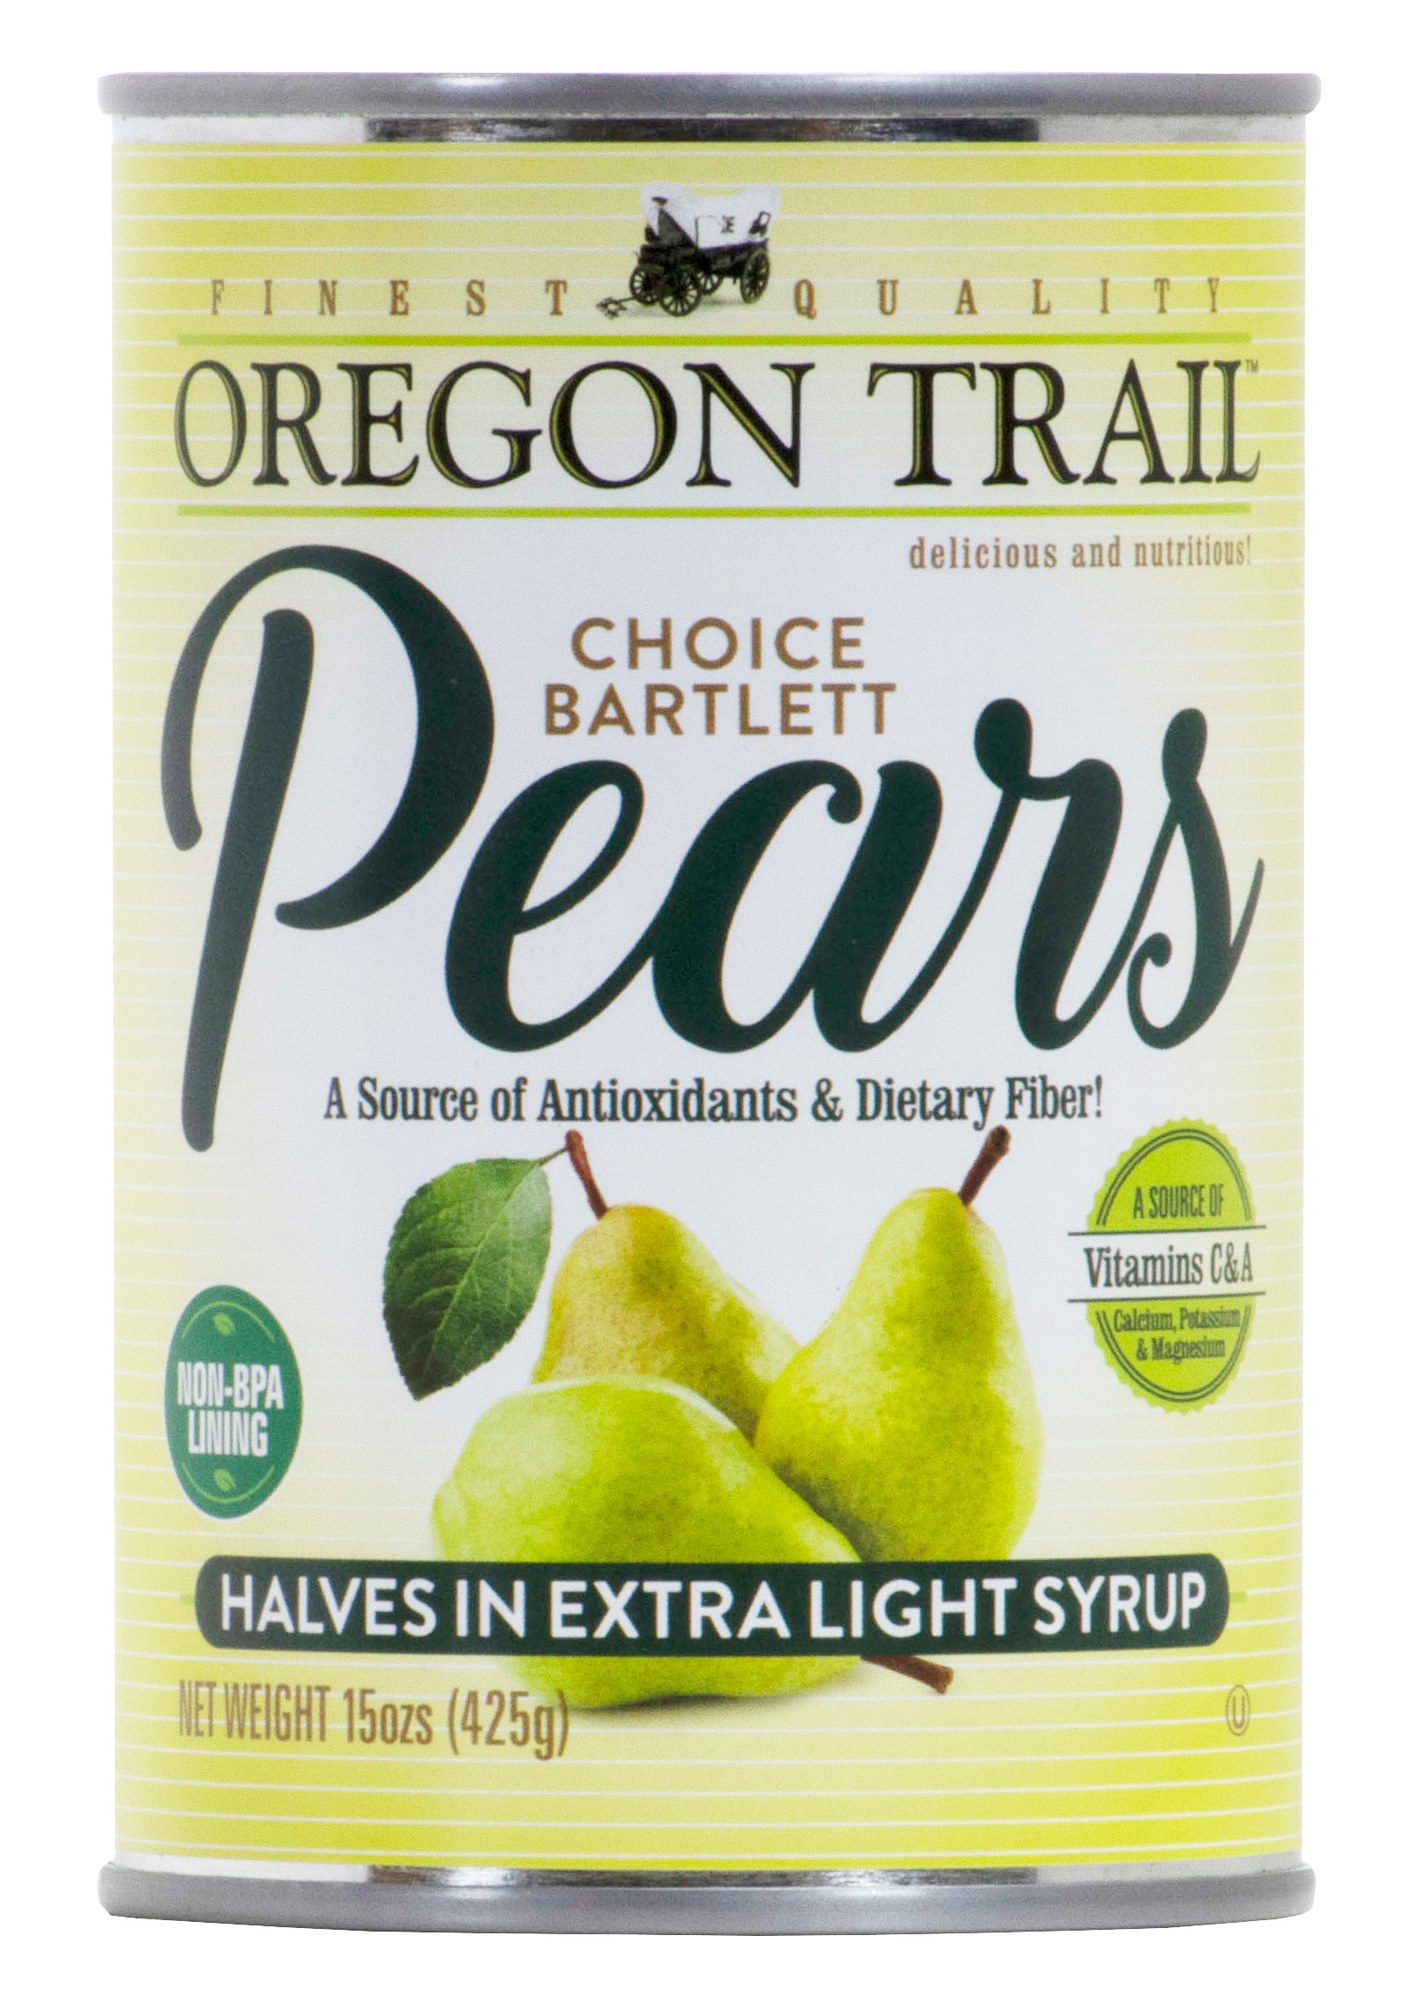 FINEST QUALITY
OREGON TRAIL™
delicious and nutritious!
CHOICE
BARTLETT
Pears
A Source of Antioxidants & Dietary Fiber!
A SOURCE OF
Vitamins C&A
Calcium, Potassium
& Magnesium
NON-BPA
LINING
HALVES IN EXTRA LIGHT SYRUP
NET WEIGHT 15ozs (425g)
U